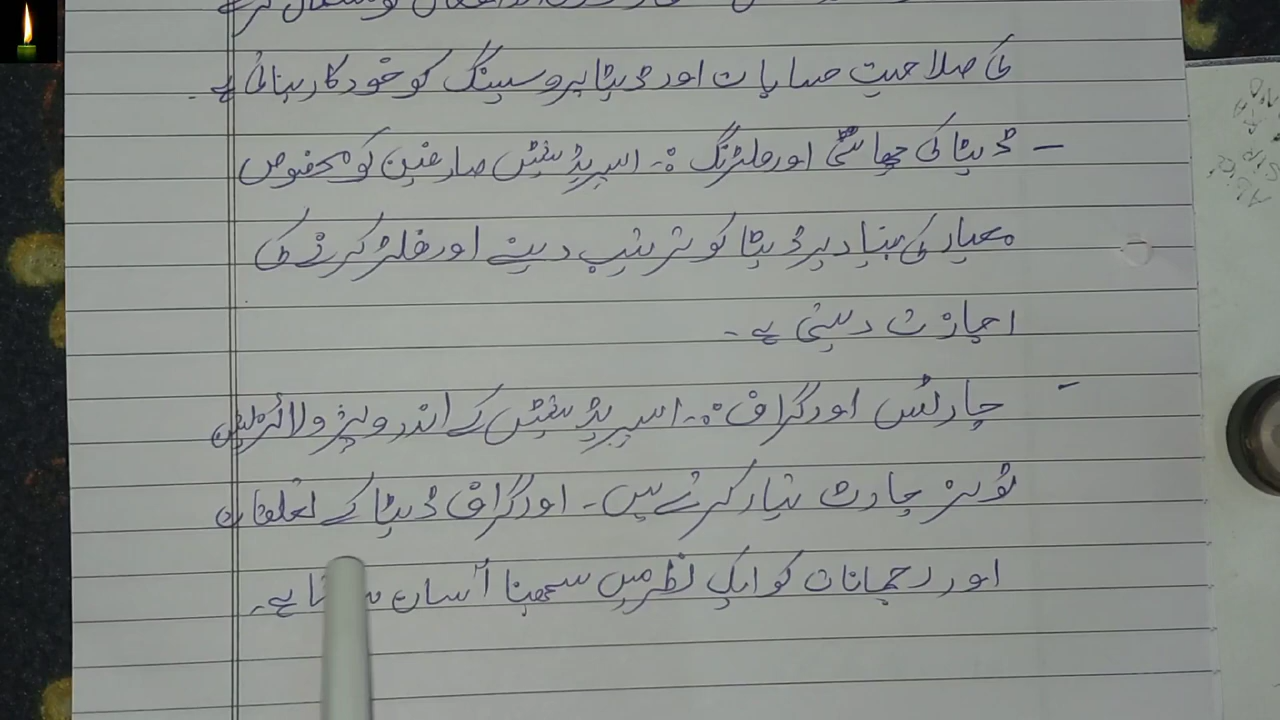 کی صلاحیت حسابات اور ڈیٹا پروسیسنگ کو خودکار بناتی ہے۔
– ڈیٹا کی چھانٹی اور فلٹرنگ :۔ اسپریڈ شیٹس صارفین کو مخصوص
معیار کی بنیاد پر ڈیٹا کو ترتیب دینے اور فلٹر کرنے کی
اجازت دیتی ہے۔
– چارٹس اور گراف :۔ اسپریڈ شیٹس کے اندر ویژولائزیشن
ٹولز چارٹ تیار کرتے ہیں۔ اور گراف ڈیٹا کے تعلقات
اور رجحانات کو ایک نظر میں سمجھنا آسان ہے۔